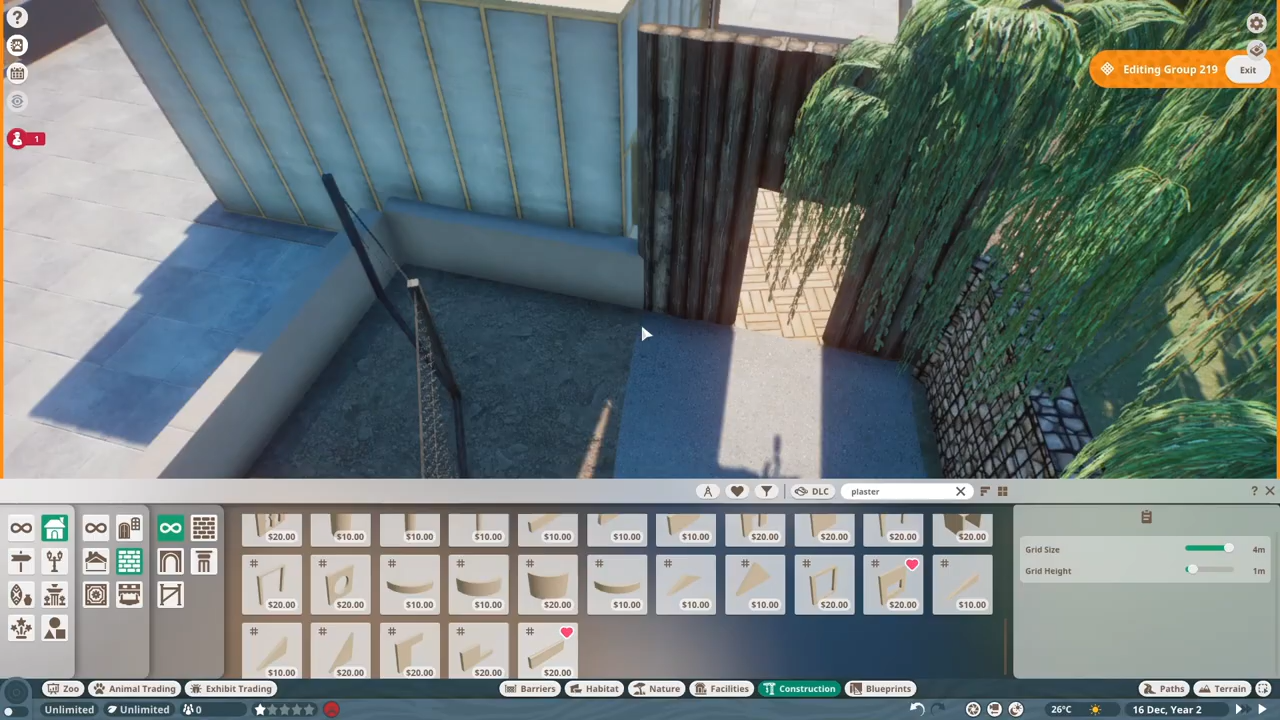 ?
Editing Group 219
Exit
1
DLC
plaster
?
$20.00 $10.00 $10.00 $10.00 $10.00 $10.00 $10.00 $20.00 $20.00 $20.00 $20.00
$20.00 $20.00 $10.00 $10.00 $20.00 $10.00 $10.00 $10.00 $20.00 $20.00 $10.00
$10.00 $20.00 $20.00 $20.00 $20.00
Grid Size 4m
Grid Height 1m
Zoo Animal Trading Exhibit Trading Barriers Habitat Nature Facilities Construction Blueprints Paths Terrain
Unlimited Unlimited 0 26°C 16 Dec, Year 2